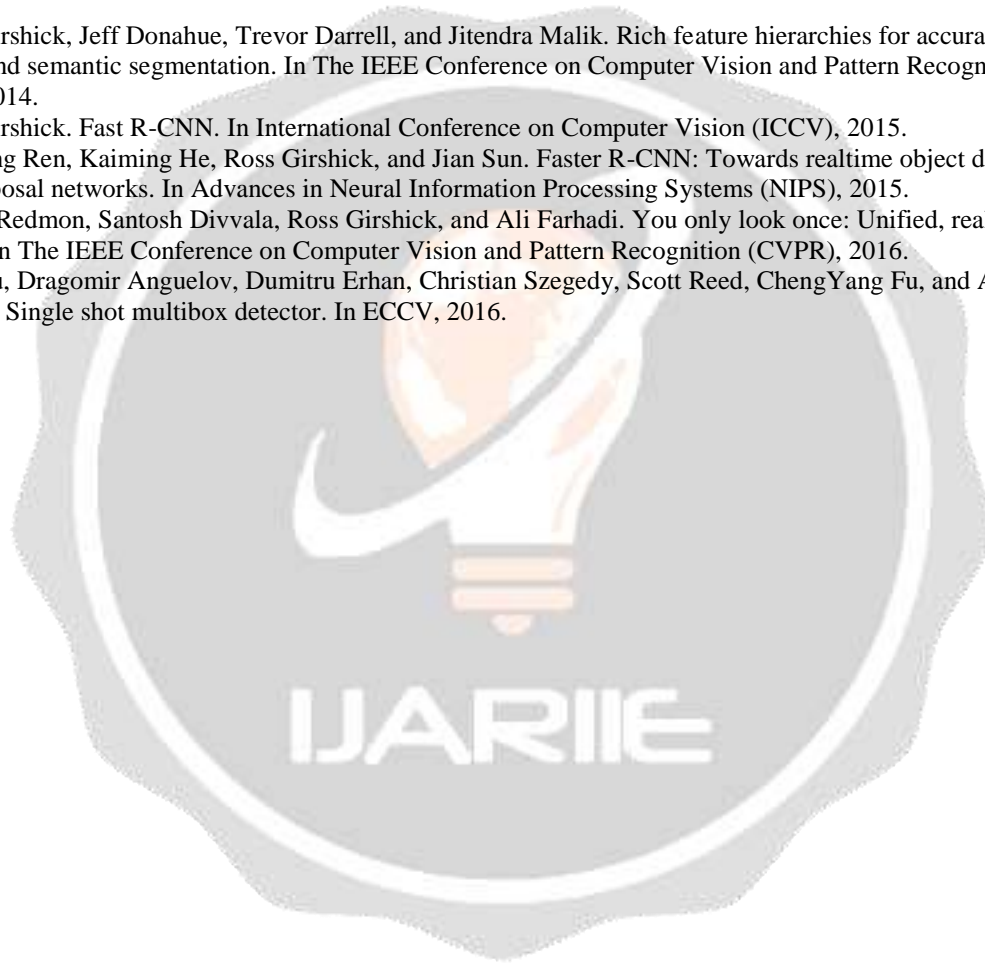 rshick, Jeff Donahue, Trevor Darrell, and Jitendra Malik. Rich feature hierarchies for accura
nd semantic segmentation. In The IEEE Conference on Computer Vision and Pattern Recogn
014.
rshick. Fast R-CNN. In International Conference on Computer Vision (ICCV), 2015.
ng Ren, Kaiming He, Ross Girshick, and Jian Sun. Faster R-CNN: Towards realtime object d
posal networks. In Advances in Neural Information Processing Systems (NIPS), 2015.
Redmon, Santosh Divvala, Ross Girshick, and Ali Farhadi. You only look once: Unified, real
n The IEEE Conference on Computer Vision and Pattern Recognition (CVPR), 2016.
u, Dragomir Anguelov, Dumitru Erhan, Christian Szegedy, Scott Reed, ChengYang Fu, and A
Single shot multibox detector. In ECCV, 2016.
IJARIIE